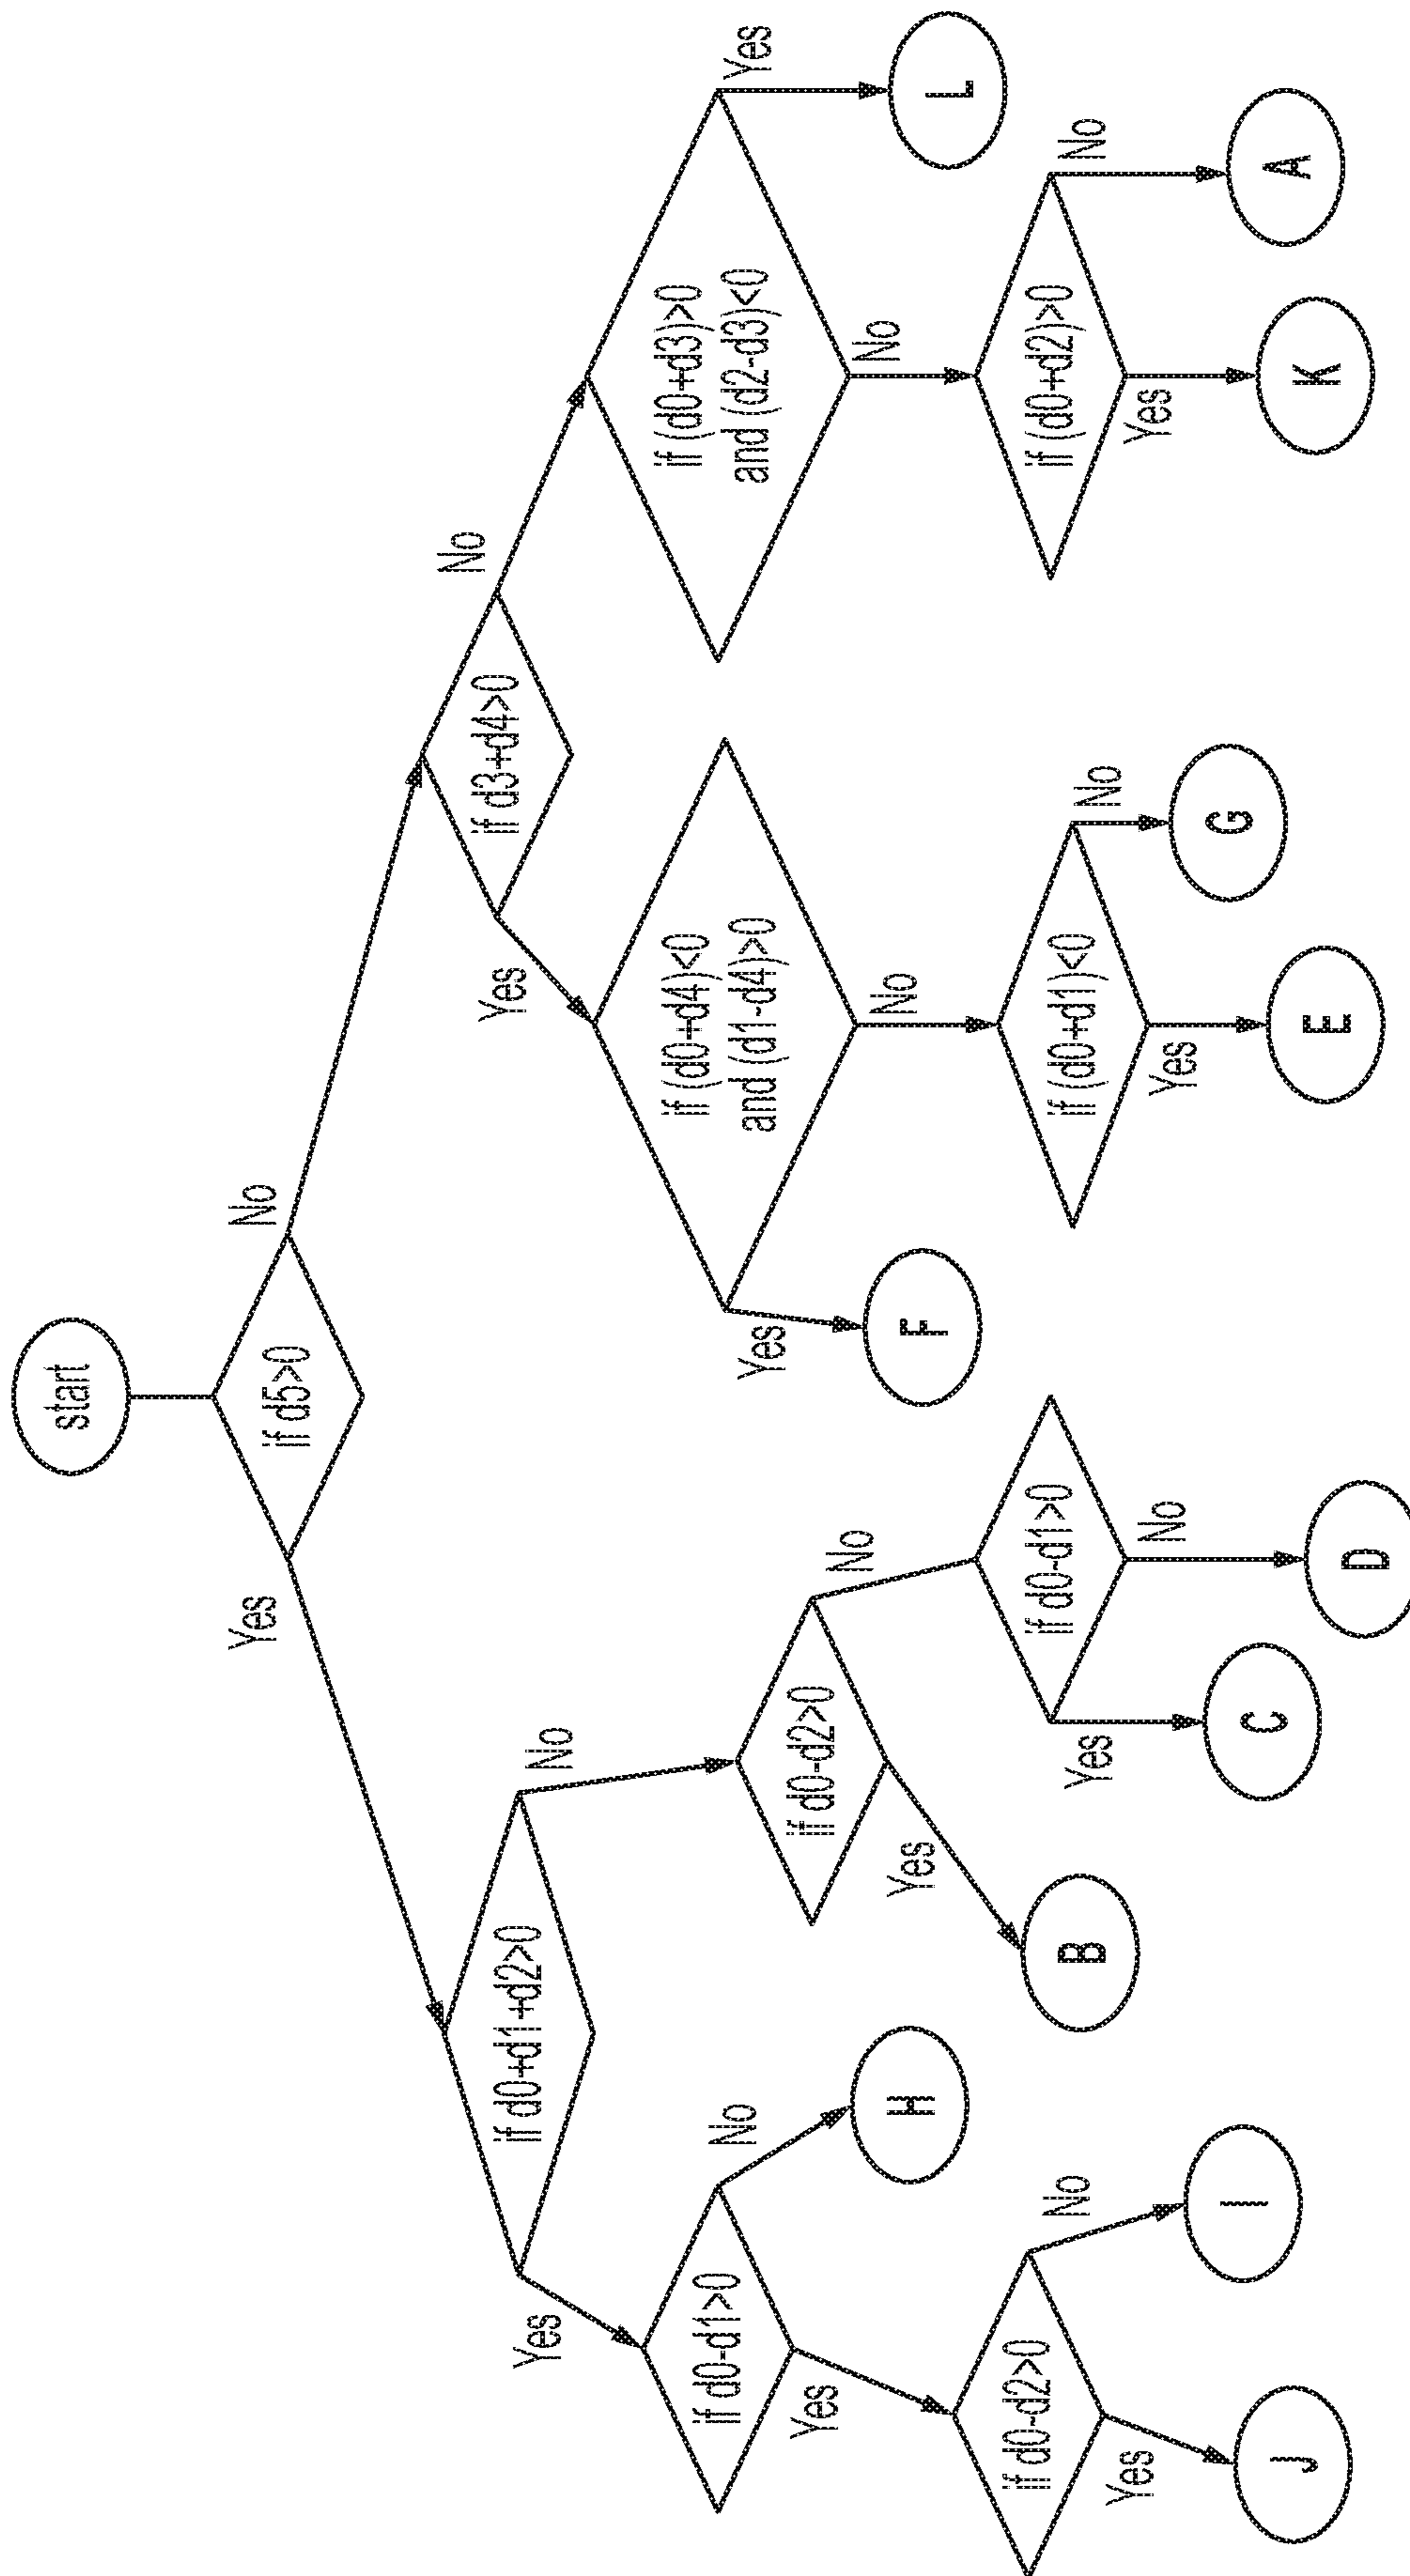 start
if d5>0
Yes
No
if d0+d1+d2>0
Yes
No
if d3+d4>0
Yes
No
if d0-d1>0
Yes
No
H
if d0-d2>0
Yes
No
J
I
if d0-d2>0
Yes
No
B
if d0-d1>0
Yes
No
C
D
if (d0+d4)<0
and (d1-d4)>0
Yes
No
F
if (d0+d1)<0
Yes
No
E
G
if (d0+d3)>0
and (d2-d3)<0
Yes
No
L
if (d0+d2)>0
Yes
No
K
A